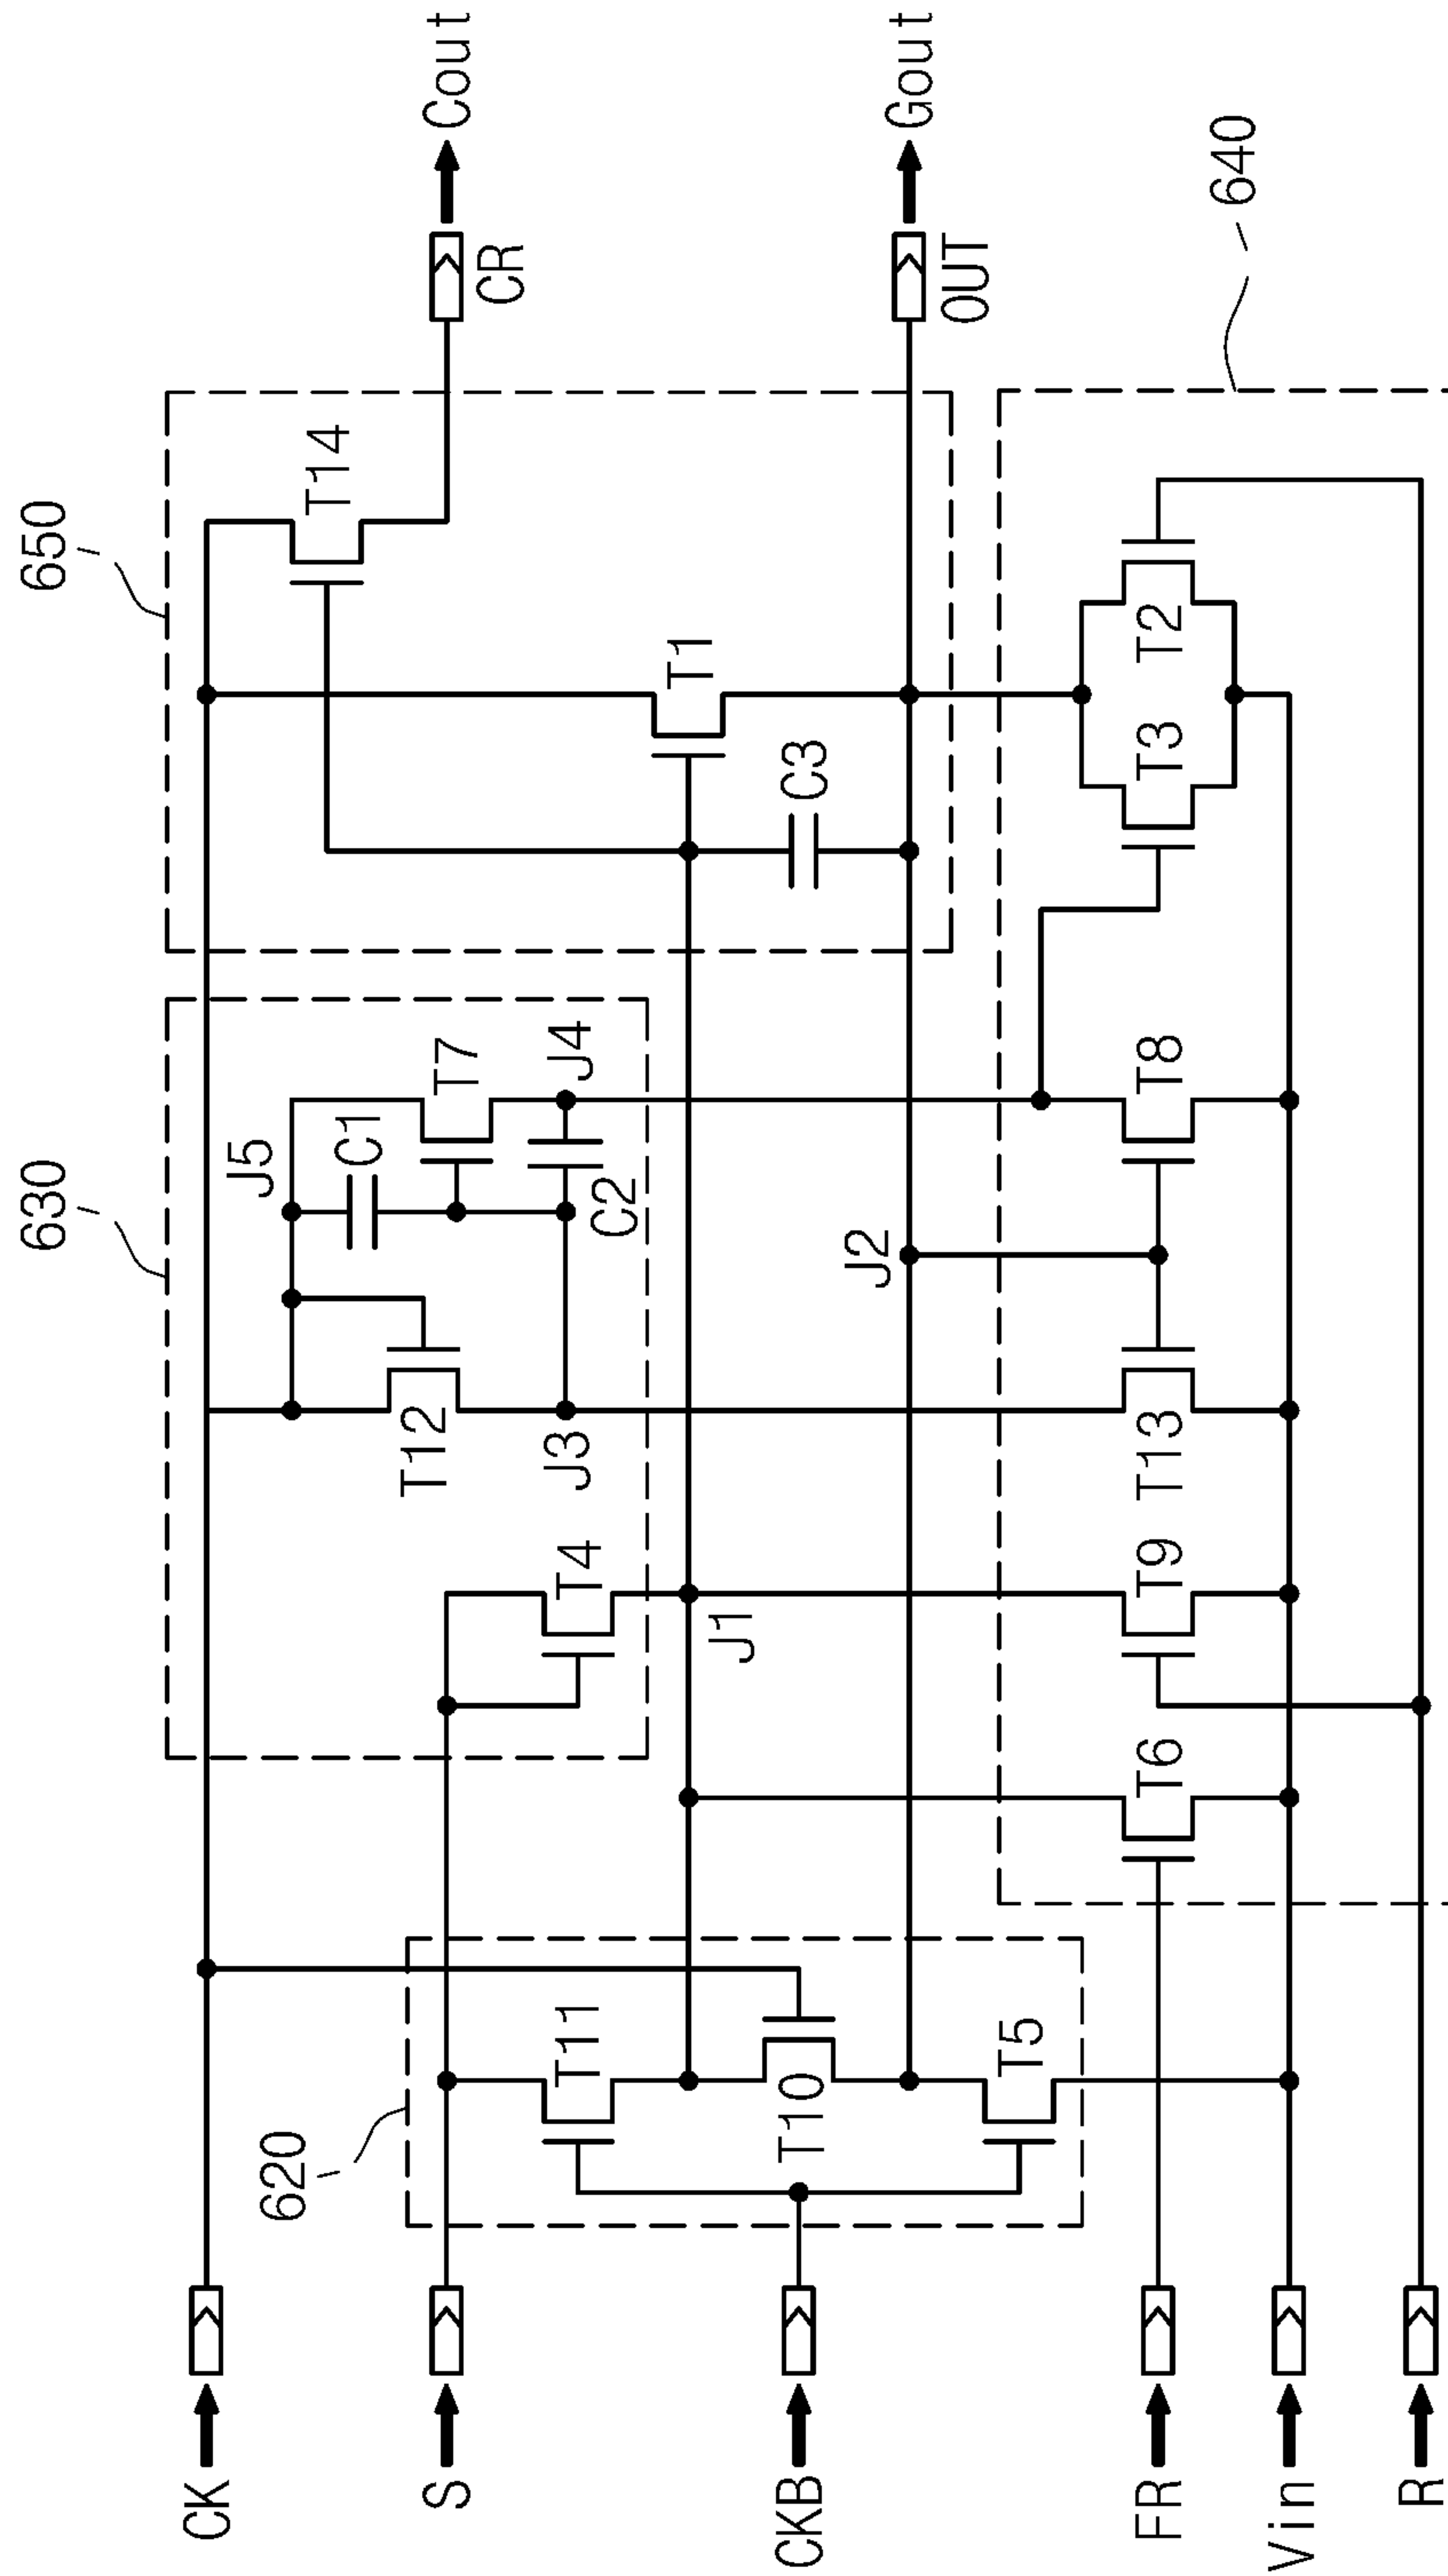 650
630
620
640
CK
S
CKB
FR
Vin
R
T14
CR
Cout
T1
C3
OUT
Gout
J5
C1
T7
J4
C2
T12
J3
T4
J1
J2
T11
T10
T5
T6
T9
T13
T8
T3
T2